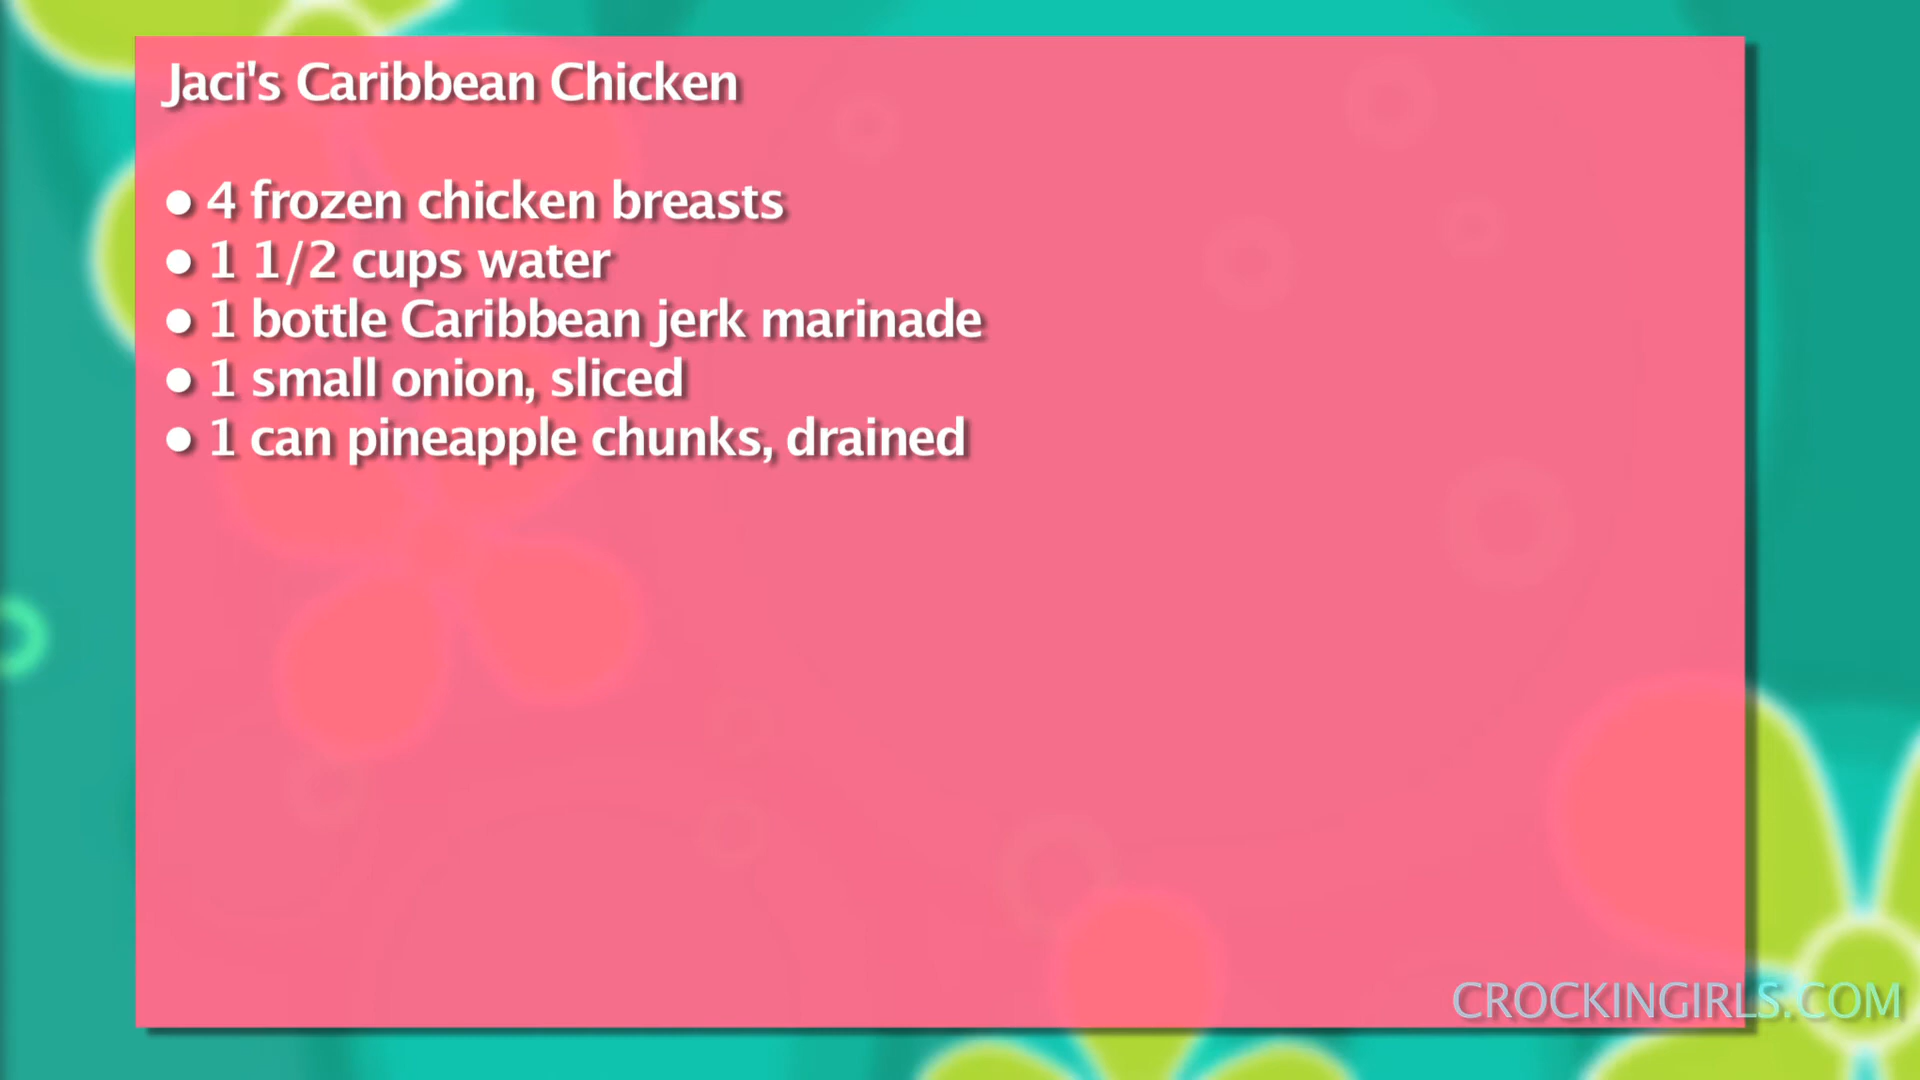 Jaci's Caribbean Chicken
● 4 frozen chicken breasts
● 1 1/2 cups water
● 1 bottle Caribbean jerk marinade
● 1 small onion, sliced
● 1 can pineapple chunks, drained
CROCKINGIRLS.COM